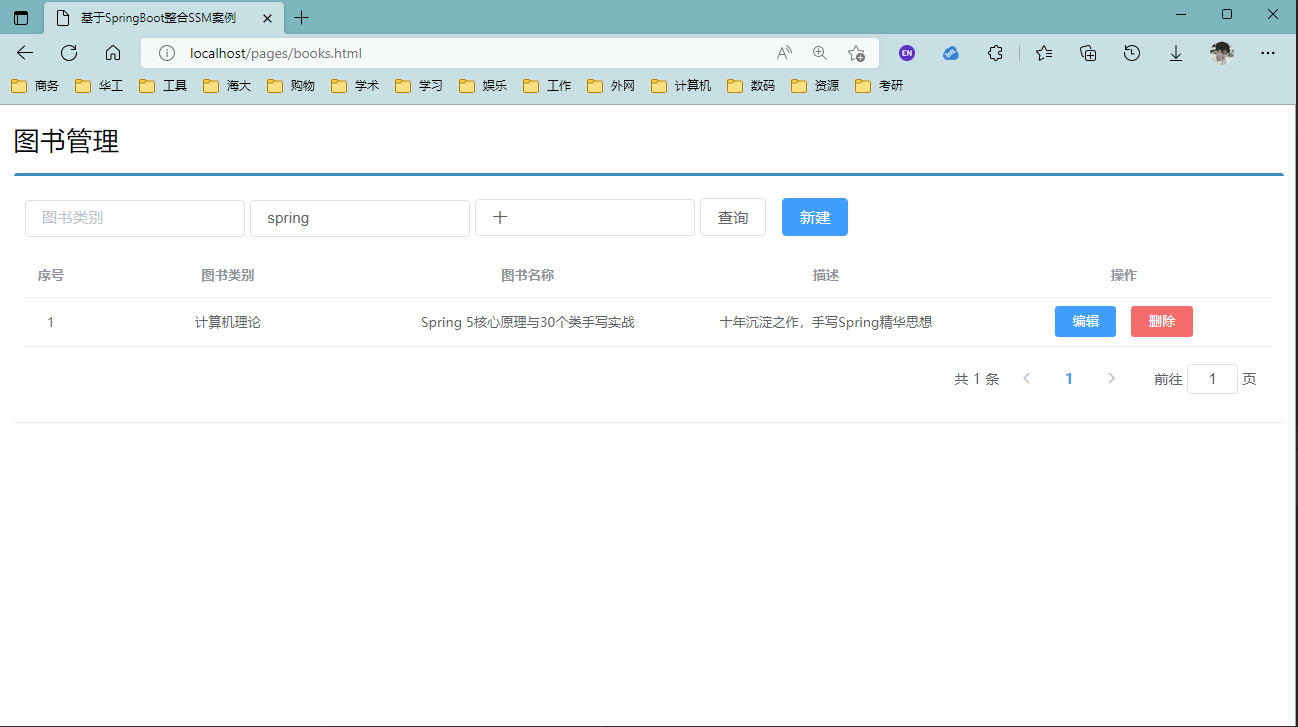 基于SpringBoot整合SSM案例
localhost/pages/books.html
EN
商务 华工 工具 海大 购物 学术 学习 娱乐 工作 外网 计算机 数码 资源 考研
图书管理
图书类别 spring 十 查询 新建
序号 图书类别 图书名称 描述 操作
1 计算机理论 Spring 5核心原理与30个类手写实战 十年沉淀之作，手写Spring精华思想 编辑 删除
共 1 条 1 前往 1 页